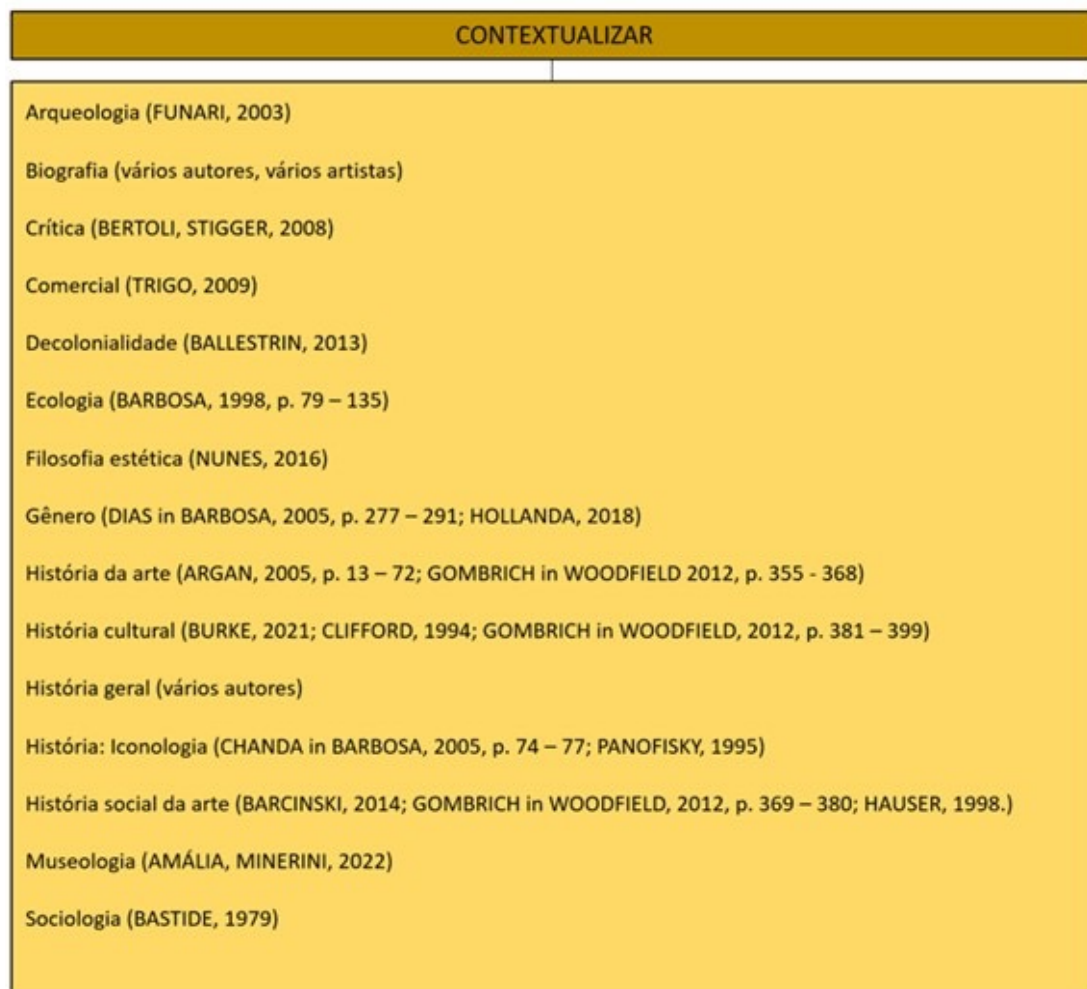 CONTEXTUALIZAR
Arqueologia (FUNARI, 2003)
Biografia (vários autores, vários artistas)
Crítica (BERTOLI, STIGGER, 2008)
Comercial (TRIGO, 2009)
Decolonialidade (BALLESTRIN, 2013)
Ecologia (BARBOSA, 1998, p. 79 – 135)
Filosofia estética (NUNES, 2016)
Gênero (DIAS in BARBOSA, 2005, p. 277 – 291; HOLLANDA, 2018)
História da arte (ARGAN, 2005, p. 13 – 72; GOMBRICH in WOODFIELD 2012, p. 355 - 368)
História cultural (BURKE, 2021; CLIFFORD, 1994; GOMBRICH in WOODFIELD, 2012, p. 381 – 399)
História geral (vários autores)
História: Iconologia (CHANDA in BARBOSA, 2005, p. 74 – 77; PANOFISKY, 1995)
História social da arte (BARCINSKI, 2014; GOMBRICH in WOODFIELD, 2012, p. 369 – 380; HAUSER, 1998.)
Museologia (AMÁLIA, MINERINI, 2022)
Sociologia (BASTIDE, 1979)